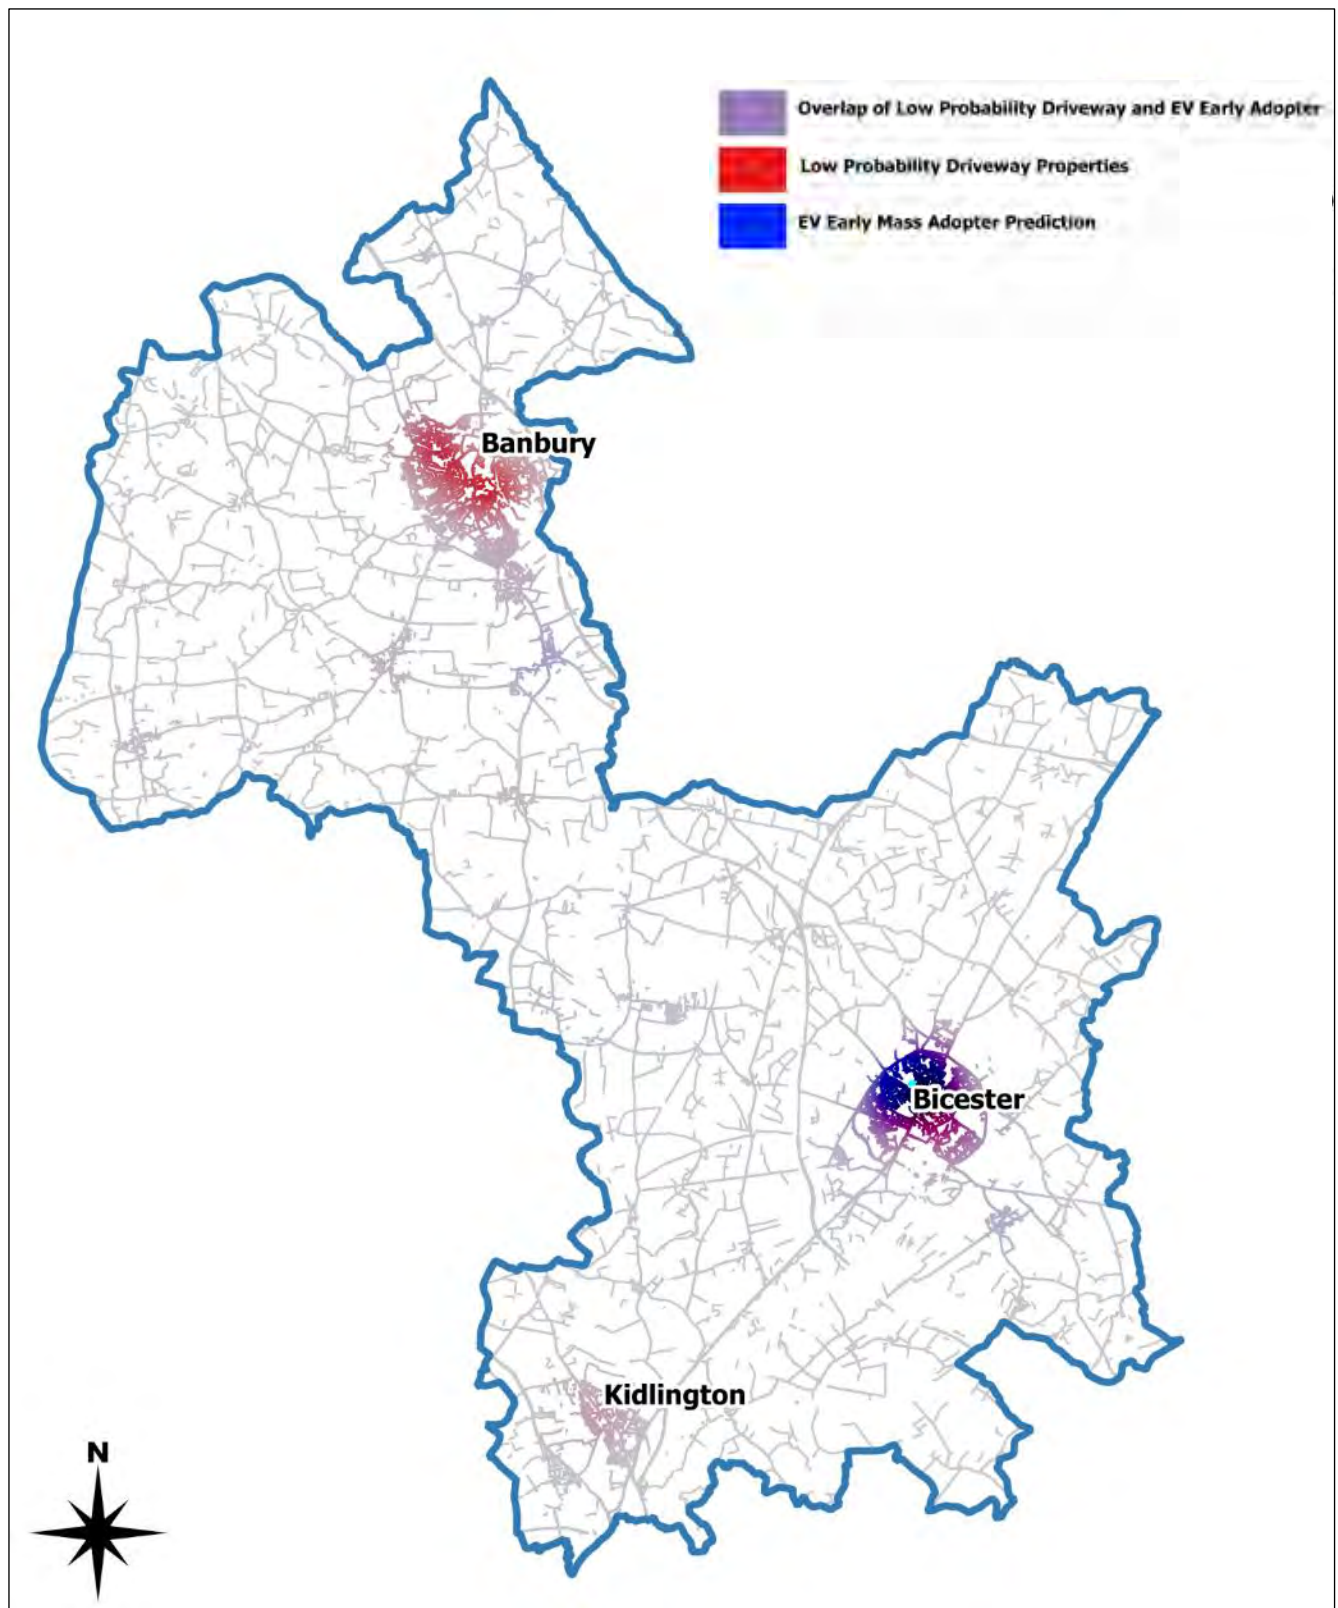 Overlap of Low Probability Driveway and EV Early Adopter
Low Probability Driveway Properties
EV Early Mass Adopter Prediction
Banbury
Bicester
Kidlington
N